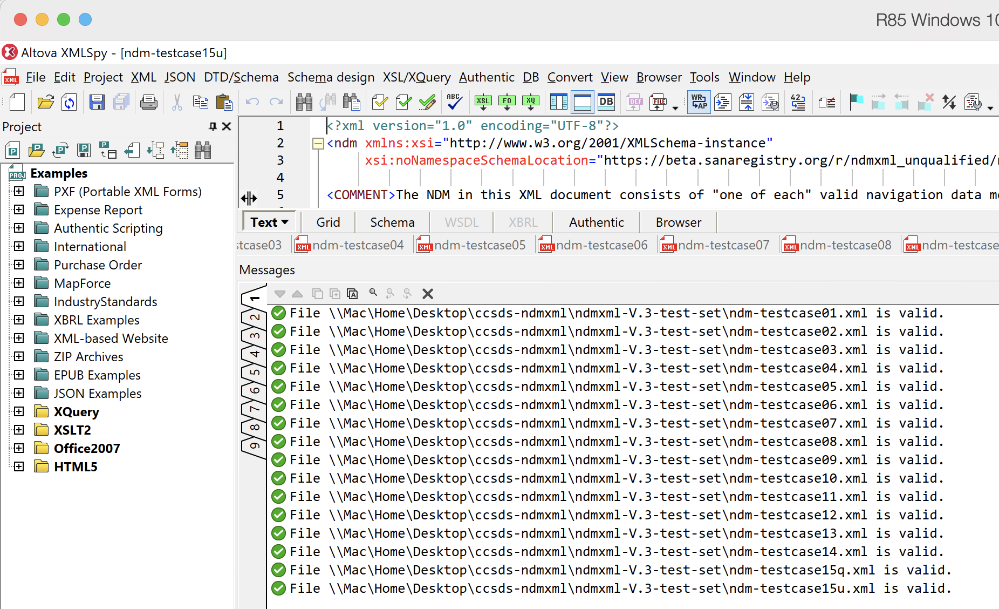 R85 Windows 10
Altova XMLSpy - [ndm-testcase15u]
File Edit Project XML JSON DTD/Schema Schema design XSL/XQuery Authentic DB Convert View Browser Tools Window Help
ABC XSL FO XQ DB DEF FILE WR AP 42
Project
Examples
PXF (Portable XML Forms)
Expense Report
Authentic Scripting
International
Purchase Order
MapForce
IndustryStandards
XBRL Examples
XML-based Website
ZIP Archives
EPUB Examples
JSON Examples
XQuery
XSLT2
Office2007
HTML5
1 <?xml version="1.0" encoding="UTF-8"?>
2 <ndm xmlns:xsi="http://www.w3.org/2001/XMLSchema-instance"
3 xsi:noNamespaceSchemaLocation="https://beta.sanaregistry.org/r/ndmxml_unqualified/
4
5 <COMMENT>The NDM in this XML document consists of "one of each" valid navigation data
Text Grid Schema WSDL XBRL Authentic Browser
stcase03 ndm-testcase04 ndm-testcase05 ndm-testcase06 ndm-testcase07 ndm-testcase08 ndm-testcase
Messages
1
2
3
4
5
6
7
8
9
File \\Mac\Home\Desktop\ccsds-ndmxml\ndmxml-V.3-test-set\ndm-testcase01.xml is valid.
File \\Mac\Home\Desktop\ccsds-ndmxml\ndmxml-V.3-test-set\ndm-testcase02.xml is valid.
File \\Mac\Home\Desktop\ccsds-ndmxml\ndmxml-V.3-test-set\ndm-testcase03.xml is valid.
File \\Mac\Home\Desktop\ccsds-ndmxml\ndmxml-V.3-test-set\ndm-testcase04.xml is valid.
File \\Mac\Home\Desktop\ccsds-ndmxml\ndmxml-V.3-test-set\ndm-testcase05.xml is valid.
File \\Mac\Home\Desktop\ccsds-ndmxml\ndmxml-V.3-test-set\ndm-testcase06.xml is valid.
File \\Mac\Home\Desktop\ccsds-ndmxml\ndmxml-V.3-test-set\ndm-testcase07.xml is valid.
File \\Mac\Home\Desktop\ccsds-ndmxml\ndmxml-V.3-test-set\ndm-testcase08.xml is valid.
File \\Mac\Home\Desktop\ccsds-ndmxml\ndmxml-V.3-test-set\ndm-testcase09.xml is valid.
File \\Mac\Home\Desktop\ccsds-ndmxml\ndmxml-V.3-test-set\ndm-testcase10.xml is valid.
File \\Mac\Home\Desktop\ccsds-ndmxml\ndmxml-V.3-test-set\ndm-testcase11.xml is valid.
File \\Mac\Home\Desktop\ccsds-ndmxml\ndmxml-V.3-test-set\ndm-testcase12.xml is valid.
File \\Mac\Home\Desktop\ccsds-ndmxml\ndmxml-V.3-test-set\ndm-testcase13.xml is valid.
File \\Mac\Home\Desktop\ccsds-ndmxml\ndmxml-V.3-test-set\ndm-testcase14.xml is valid.
File \\Mac\Home\Desktop\ccsds-ndmxml\ndmxml-V.3-test-set\ndm-testcase15q.xml is valid.
File \\Mac\Home\Desktop\ccsds-ndmxml\ndmxml-V.3-test-set\ndm-testcase15u.xml is valid.